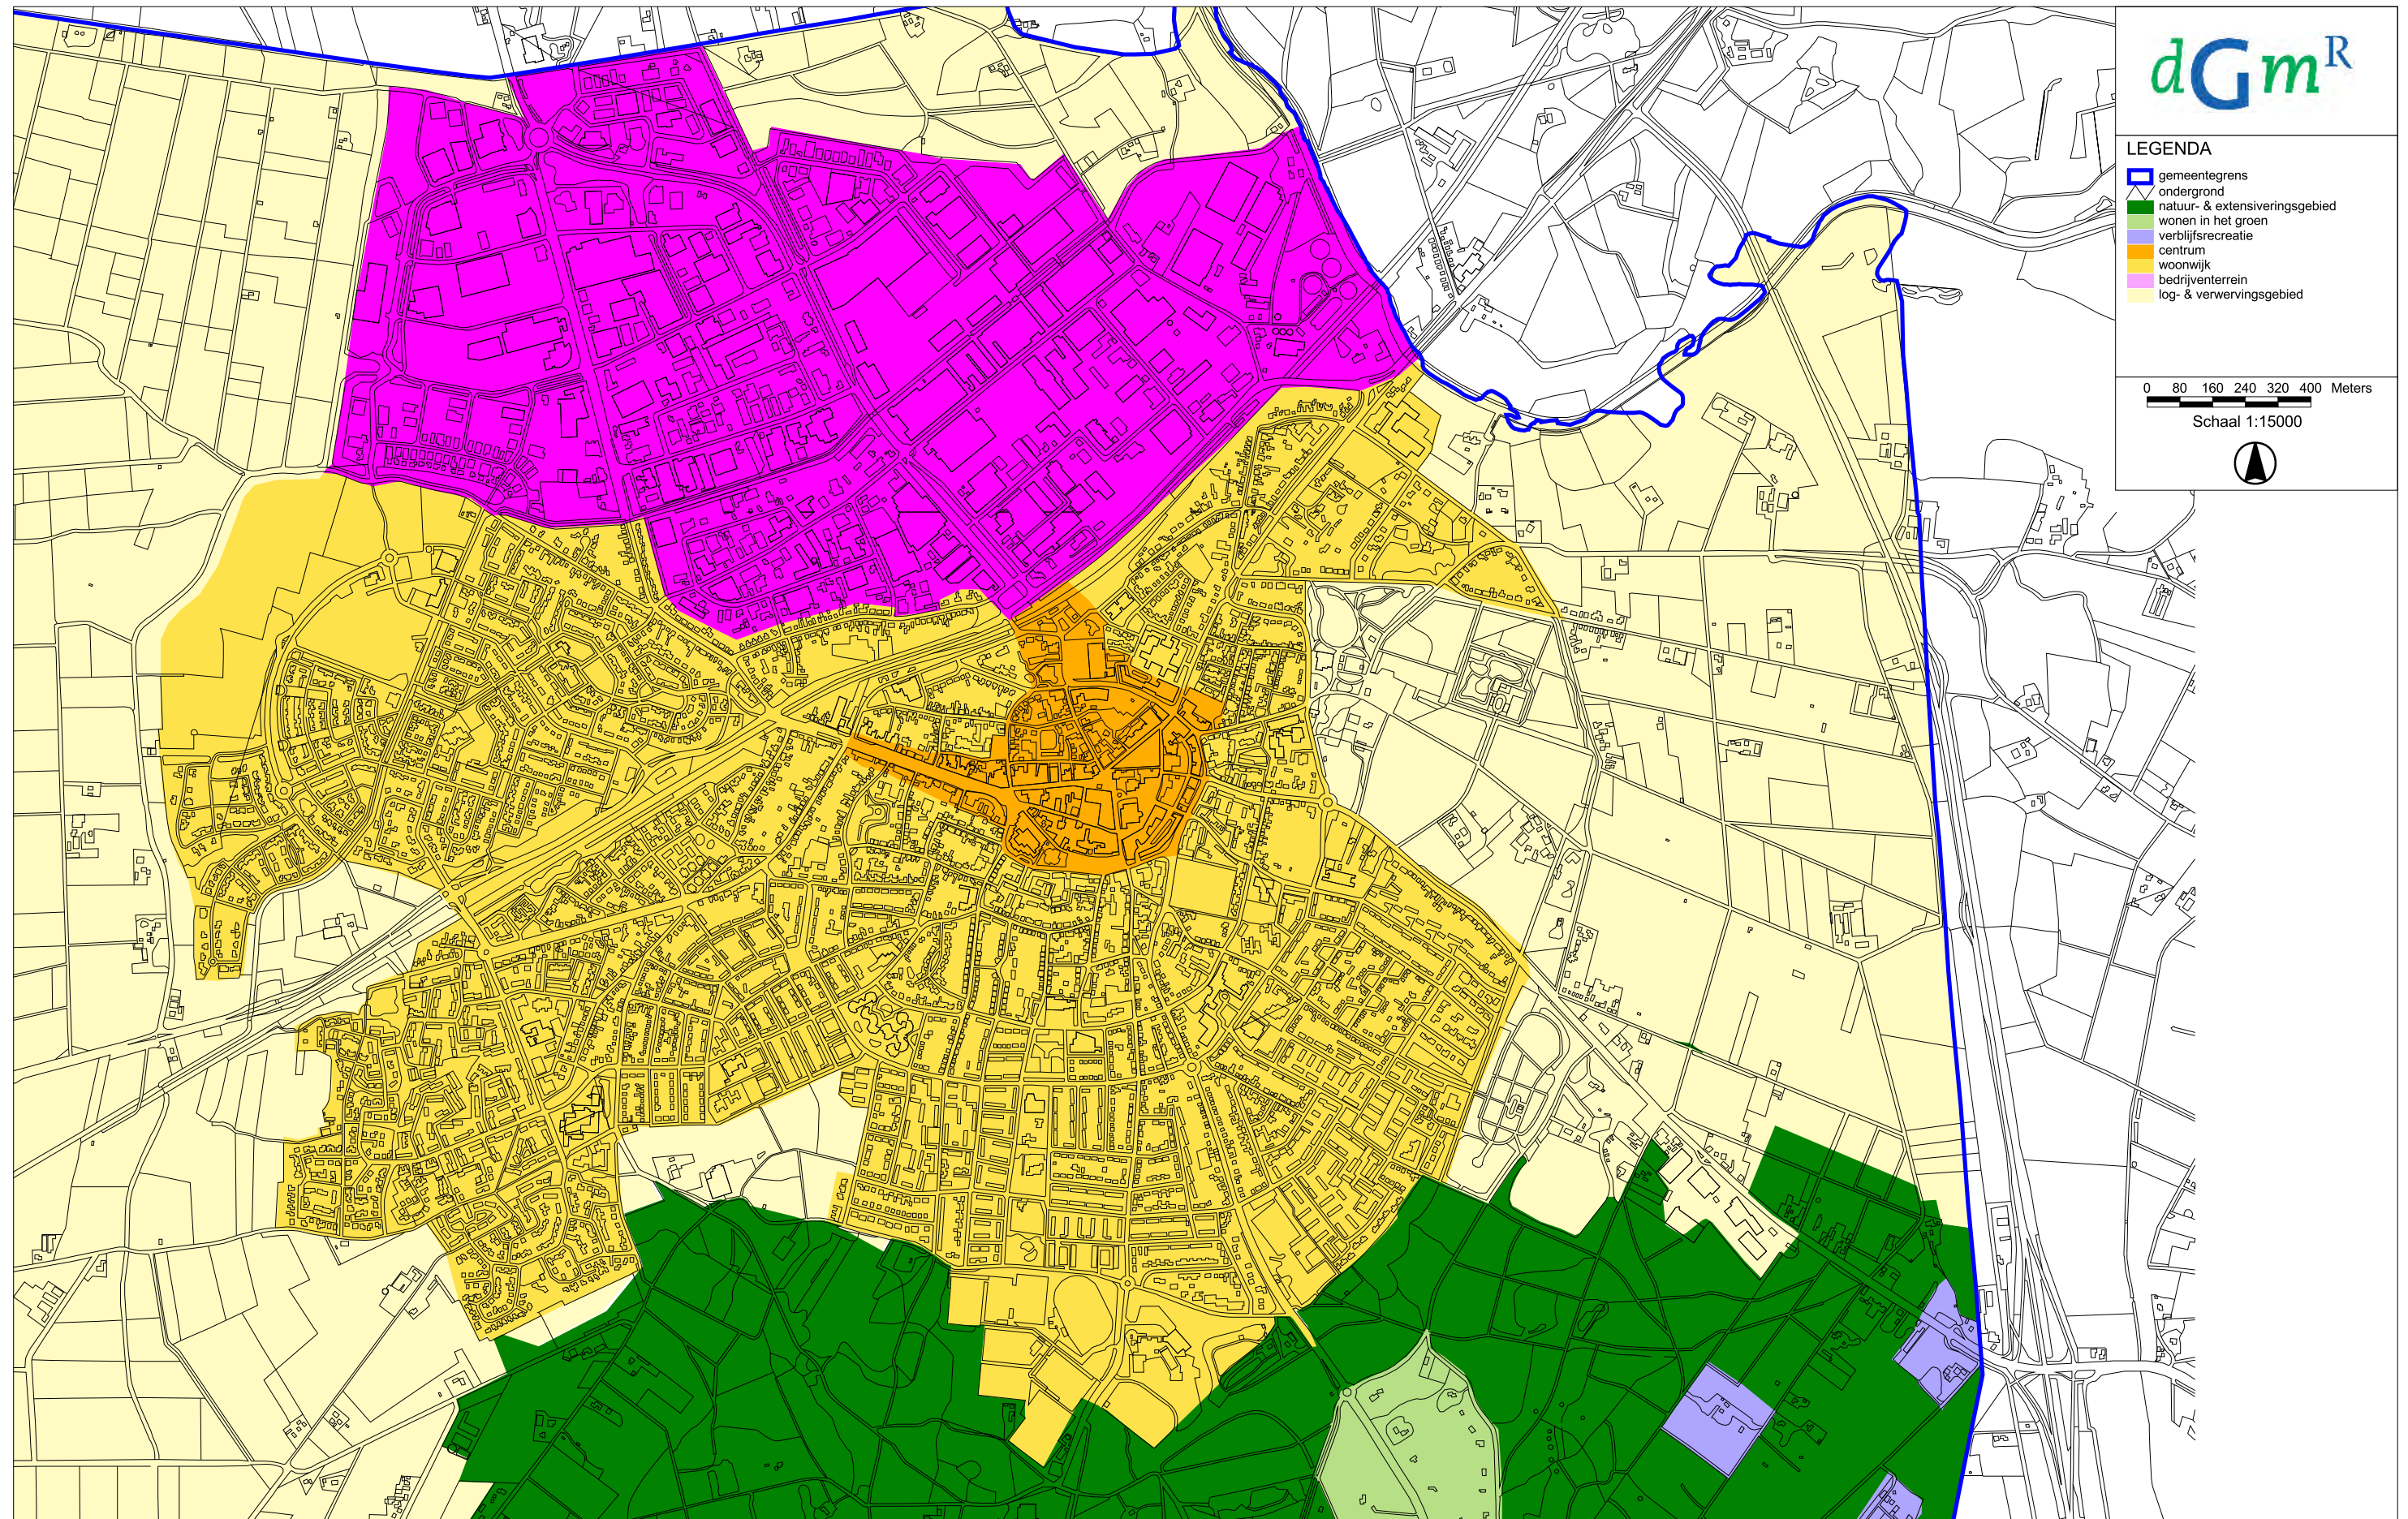 dGmR
LEGENDA
gemeentegrens
ondergrond
natuur- & extensiveringsgebied
wonen in het groen
verblijfsrecreatie
centrum
woonwijk
bedrijventerrein
log- & verwervingsgebied
0 80 160 240 320 400 Meters
Schaal 1:15000